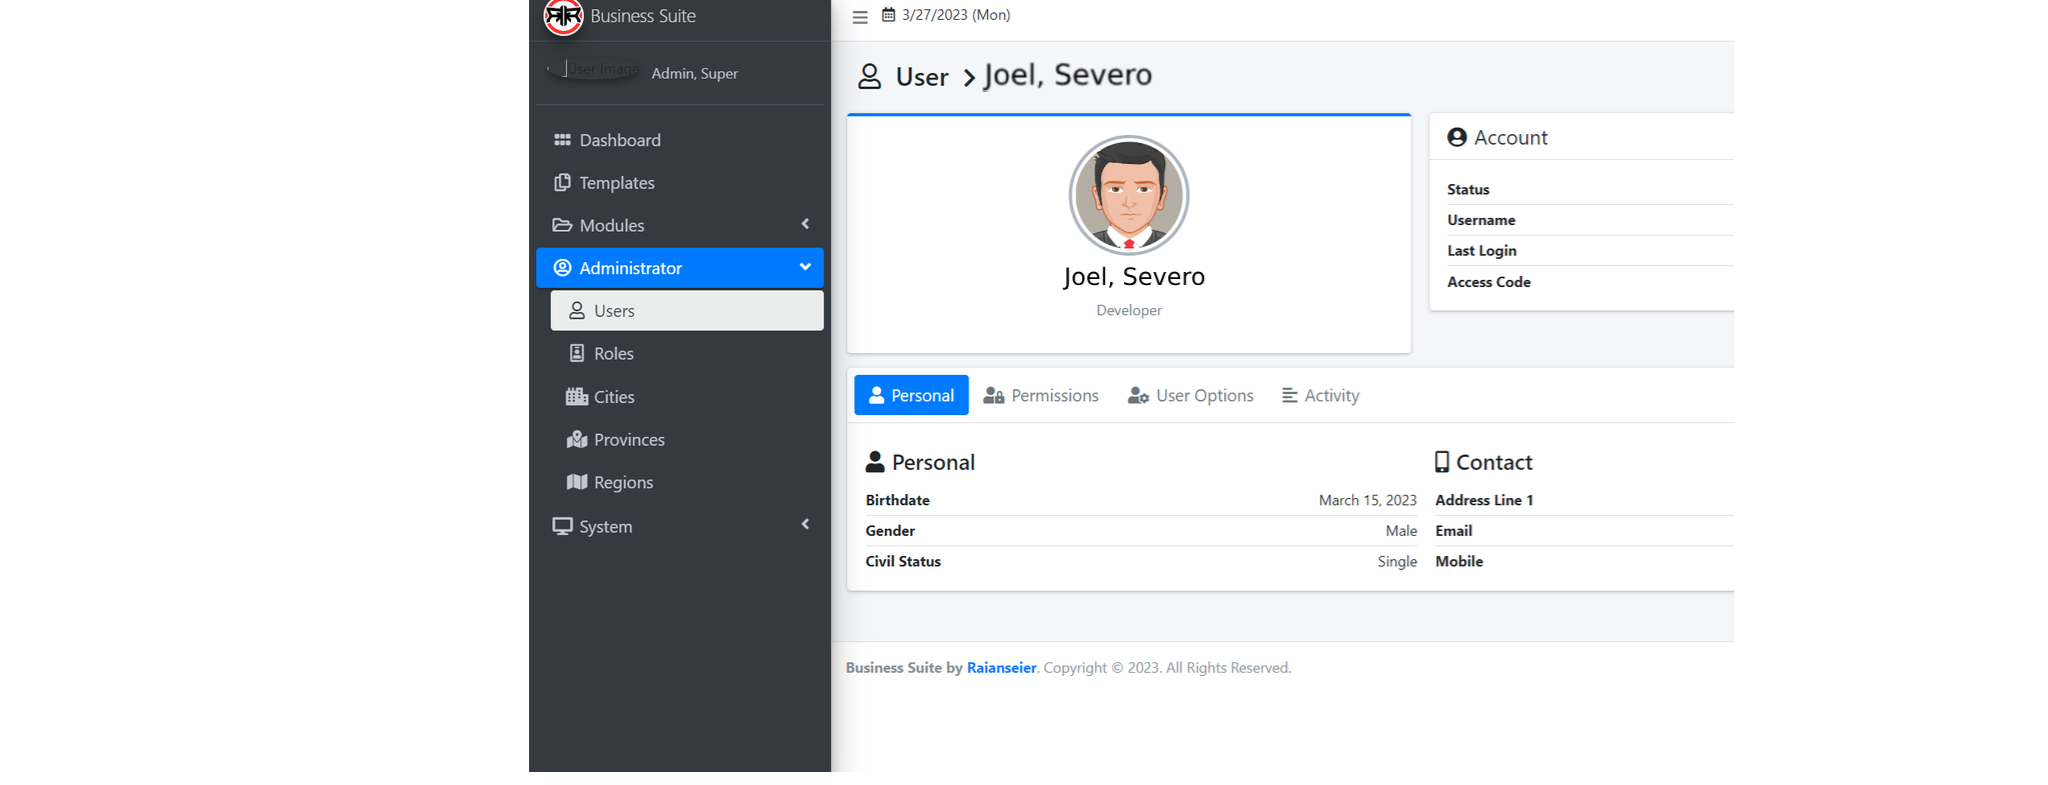 Business Suite
3/27/2023 (Mon)
User Image
Admin, Super
User > Joel, Severo
Dashboard
Templates
Modules
Administrator
Users
Roles
Cities
Provinces
Regions
System
Joel, Severo
Developer
Account
Status
Username
Last Login
Access Code
Personal Permissions User Options Activity
Personal
Birthdate March 15, 2023
Gender Male
Civil Status Single
Contact
Address Line 1
Email
Mobile
Business Suite by Raianseier. Copyright © 2023. All Rights Reserved.